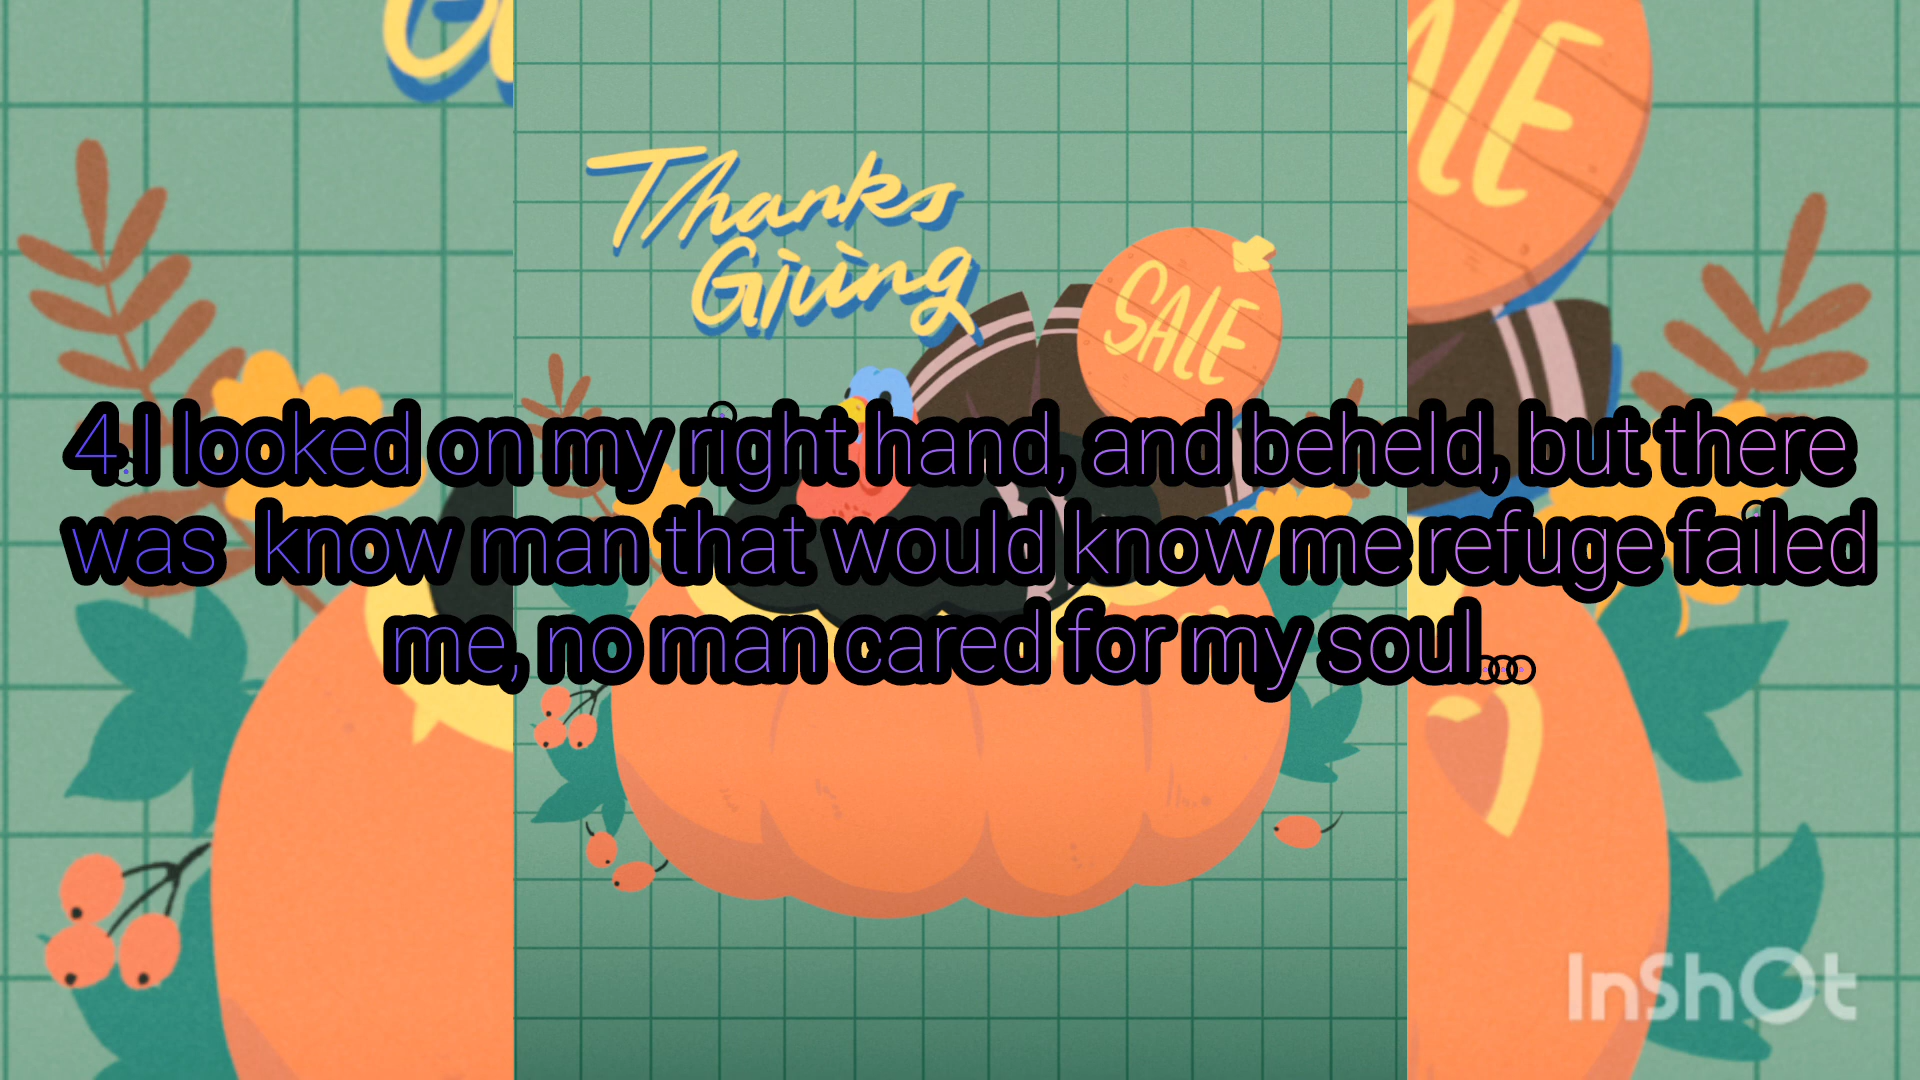 Thanks
Giving
SALE
4.I looked on my right hand, and beheld, but there
was  know man that would know me refuge failed
me, no man cared for my soul...
InShOt